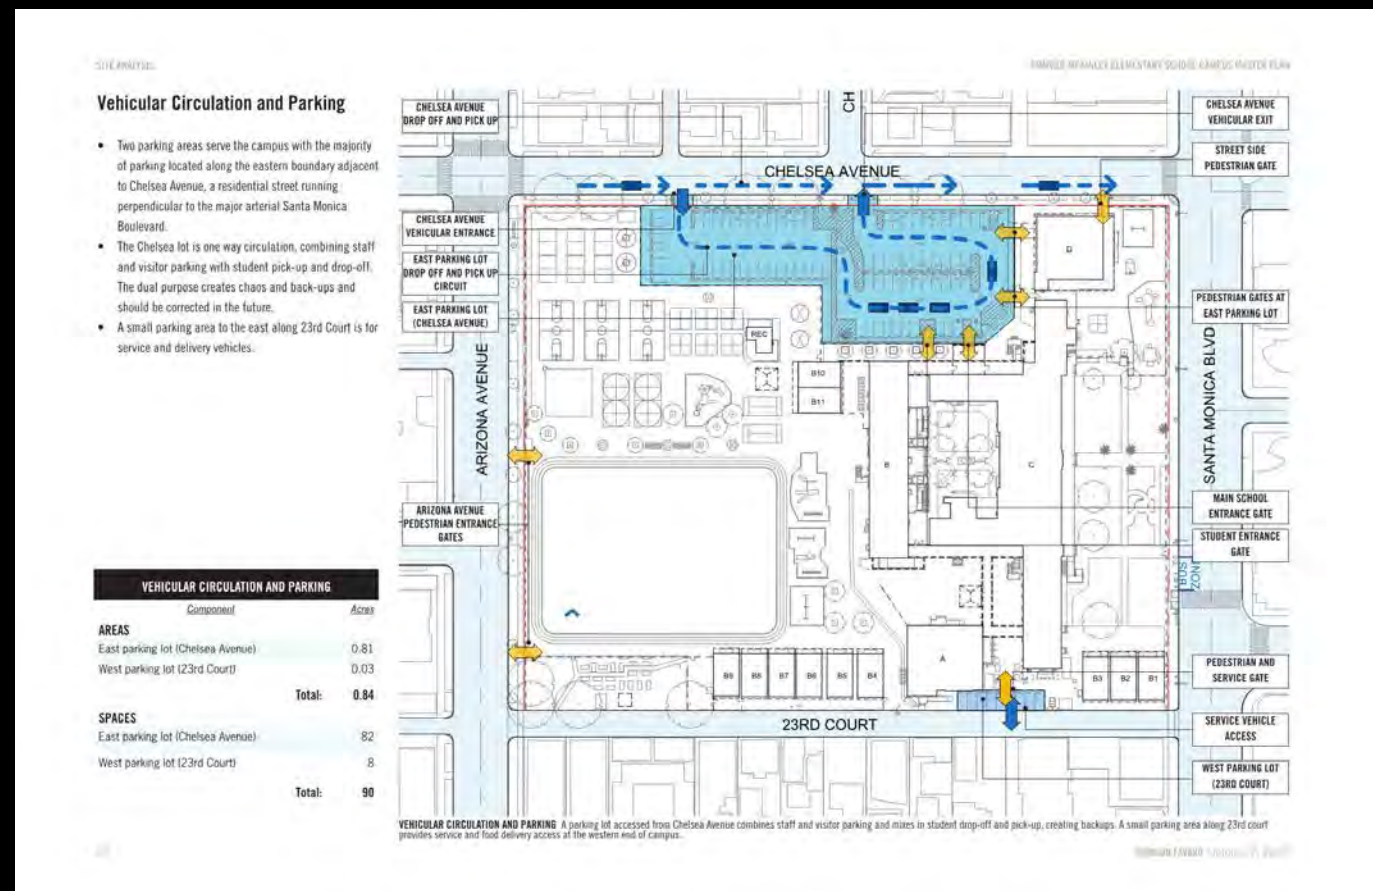 SITE ANALYSIS
Vehicular Circulation and Parking
• Two parking areas serve the campus with the majority
of parking located along the eastern boundary adjacent
to Chelsea Avenue, a residential street running
perpendicular to the major arterial Santa Monica
Boulevard.
• The Chelsea lot is one way circulation, combining staff
and visitor parking with student pick-up and drop-off.
The dual purpose creates chaos and back-ups and
should be corrected in the future.
• A small parking area to the east along 23rd Court is for
service and delivery vehicles.
VEHICULAR CIRCULATION AND PARKING
Component Acres
AREAS
East parking lot (Chelsea Avenue) 0.81
West parking lot (23rd Court) 0.03
Total: 0.84
SPACES
East parking lot (Chelsea Avenue) 82
West parking lot (23rd Court) 8
Total: 90
ELEMENTARY SCHOOL CAMPUS MASTER PLAN
CHELSEA AVENUE
DROP OFF AND PICK UP
CHELSEA AVENUE
VEHICULAR ENTRANCE
EAST PARKING LOT
DROP OFF AND PICK UP
CIRCUIT
EAST PARKING LOT
(CHELSEA AVENUE)
ARIZONA AVENUE
PEDESTRIAN ENTRANCE
GATES
CH
CHELSEA AVENUE
ARIZONA AVENUE
SANTA MONICA BLVD
23RD COURT
BUS
ZONE
REC
B10
B11
D
B
C
A
B9
B8
B7
B6
B5
B4
B3
B2
B1
CHELSEA AVENUE
VEHICULAR EXIT
STREET SIDE
PEDESTRIAN GATE
PEDESTRIAN GATES AT
EAST PARKING LOT
MAIN SCHOOL
ENTRANCE GATE
STUDENT ENTRANCE
GATE
PEDESTRIAN AND
SERVICE GATE
SERVICE VEHICLE
ACCESS
WEST PARKING LOT
(23RD COURT)
VEHICULAR CIRCULATION AND PARKING A parking lot accessed from Chelsea Avenue combines staff and visitor parking and mixes in student drop-off and pick-up, creating backups. A small parking area along 23rd court
provides service and food delivery access at the western end of campus.